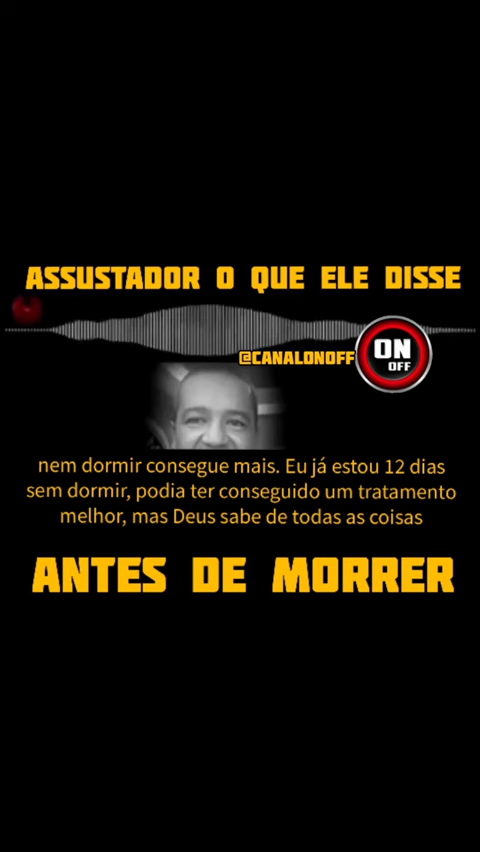 ASSUSTADOR O QUE ELE DISSE
@CANALONOFF
ON
OFF
nem dormir consegue mais. Eu já estou 12 dias
sem dormir, podia ter conseguido um tratamento
melhor, mas Deus sabe de todas as coisas
ANTES DE MORRER